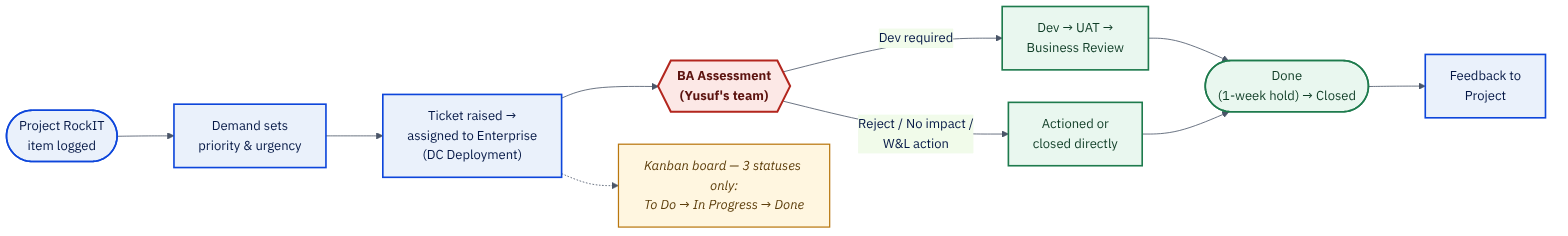 Project RockIT
item logged
Demand sets
priority & urgency
Ticket raised →
assigned to Enterprise
(DC Deployment)
BA Assessment
(Yusuf's team)
Kanban board — 3 statuses
only:
To Do → In Progress → Done
Dev required
Reject / No impact /
W&L action
Dev → UAT →
Business Review
Actioned or
closed directly
Done
(1-week hold) → Closed
Feedback to
Project